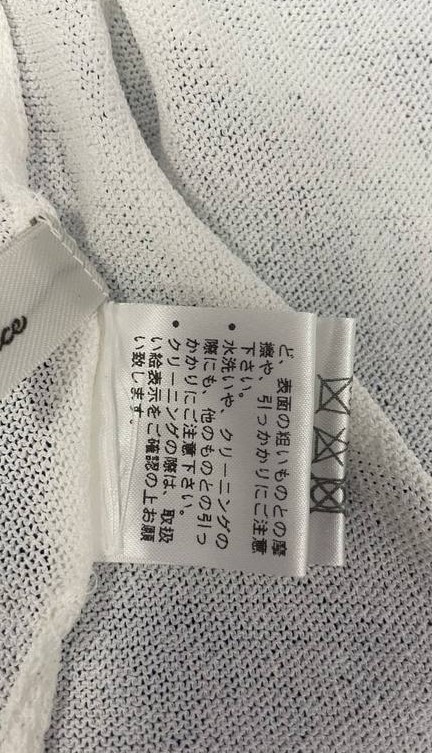 ど、表面の粗いものとの摩
擦や、引っかかりにご注意
下さい。
・水洗いや クリーニングの
際にも、他のものとの引っ
かかりにご注意下さい。
・クリーニングの際は、取扱
い絵表示をご確認の上お願
い致します。
ce